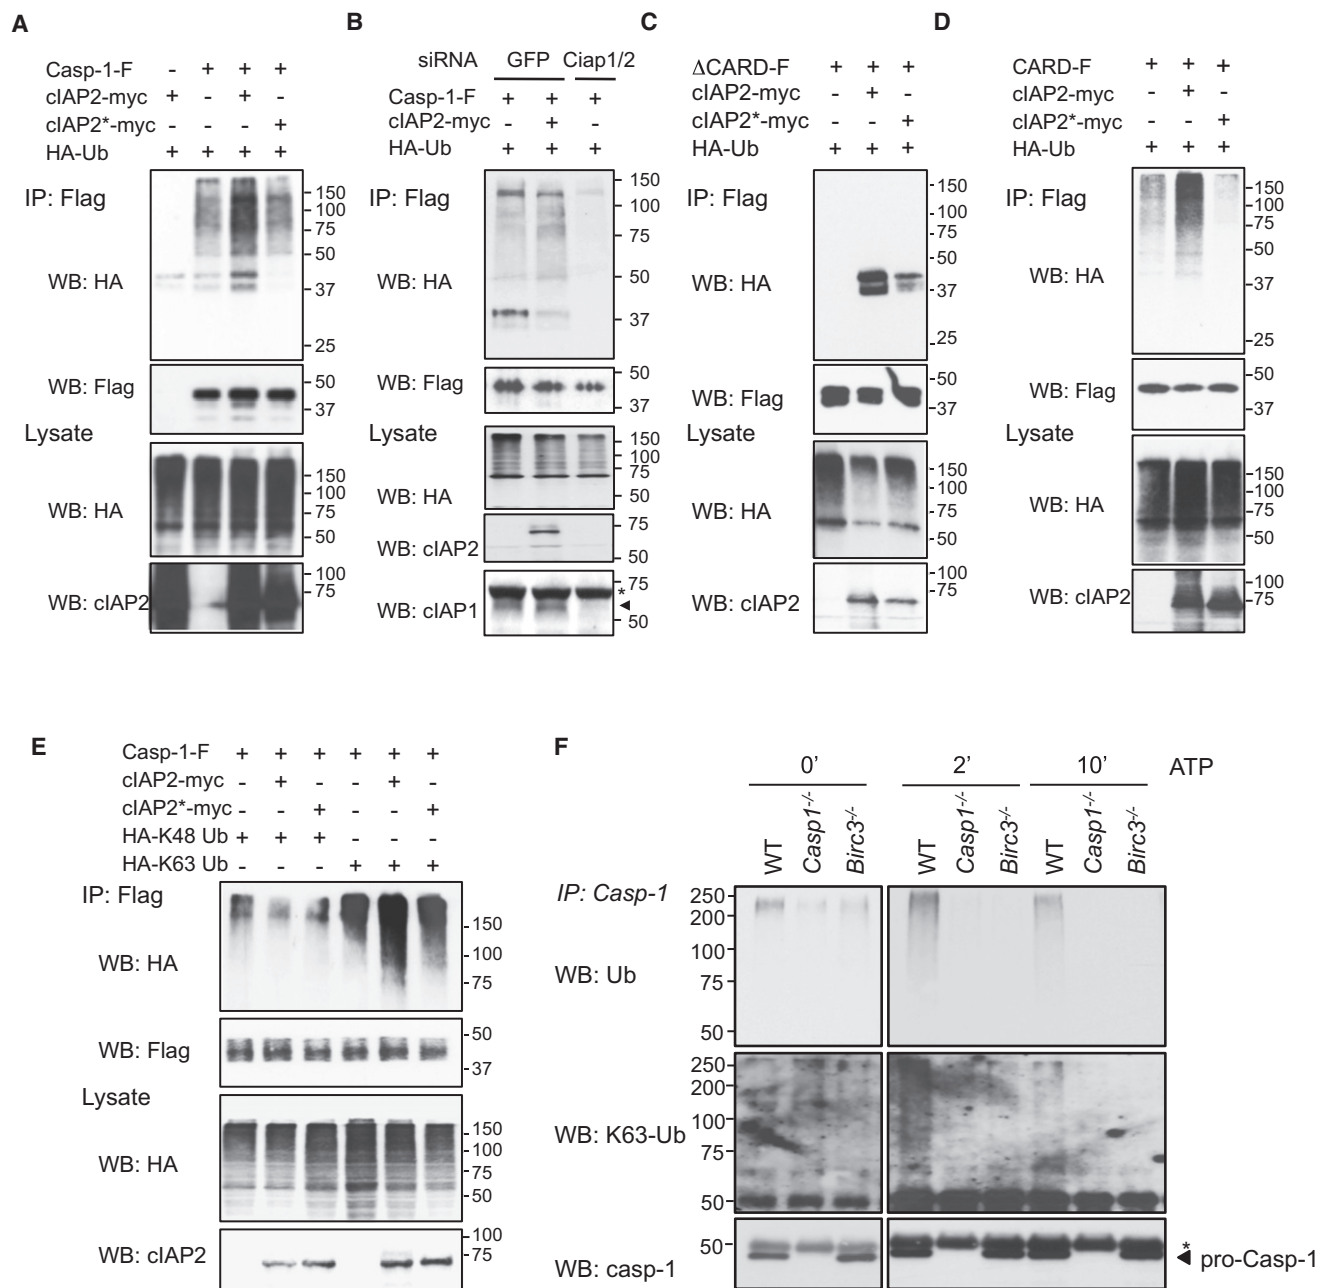 A
Casp-1-F - + + +
cIAP2-myc + - + -
cIAP2*-myc - - - +
HA-Ub + + + +
IP: Flag
WB: HA
150
100
75
50
37
25
WB: Flag
50
37
Lysate
WB: HA
150
100
75
50
WB: cIAP2
100
75
B
siRNA GFP Ciap1/2
Casp-1-F + + +
cIAP2-myc - + -
HA-Ub + + +
IP: Flag
WB: HA
150
100
75
50
37
WB: Flag
50
37
Lysate
WB: HA
150
100
75
50
WB: cIAP2
75
50
WB: cIAP1
75
*
50
C
ΔCARD-F + + +
cIAP2-myc - + -
cIAP2*-myc - - +
HA-Ub + + +
IP: Flag
WB: HA
150
100
75
50
37
25
WB: Flag
50
37
Lysate
WB: HA
150
100
75
50
WB: cIAP2
100
75
D
CARD-F + + +
cIAP2-myc - + -
cIAP2*-myc - - +
HA-Ub + + +
IP: Flag
WB: HA
150
100
75
50
37
25
WB: Flag
50
37
Lysate
WB: HA
150
100
75
50
WB: cIAP2
100
75
E
Casp-1-F + + + + + +
cIAP2-myc - + - - + -
cIAP2*-myc - - + - - +
HA-K48 Ub + + + - - -
HA-K63 Ub - - - + + +
IP: Flag
WB: HA
150
100
75
WB: Flag
50
37
Lysate
WB: HA
150
100
75
50
WB: cIAP2
100
75
F
0' 2' 10' ATP
WT Casp1-/- Birc3-/- WT Casp1-/- Birc3-/- WT Casp1-/- Birc3-/-
IP: Casp-1
WB: Ub
250
200
100
75
50
WB: K63-Ub
250
200
100
75
50
WB: casp-1
50
*
pro-Casp-1